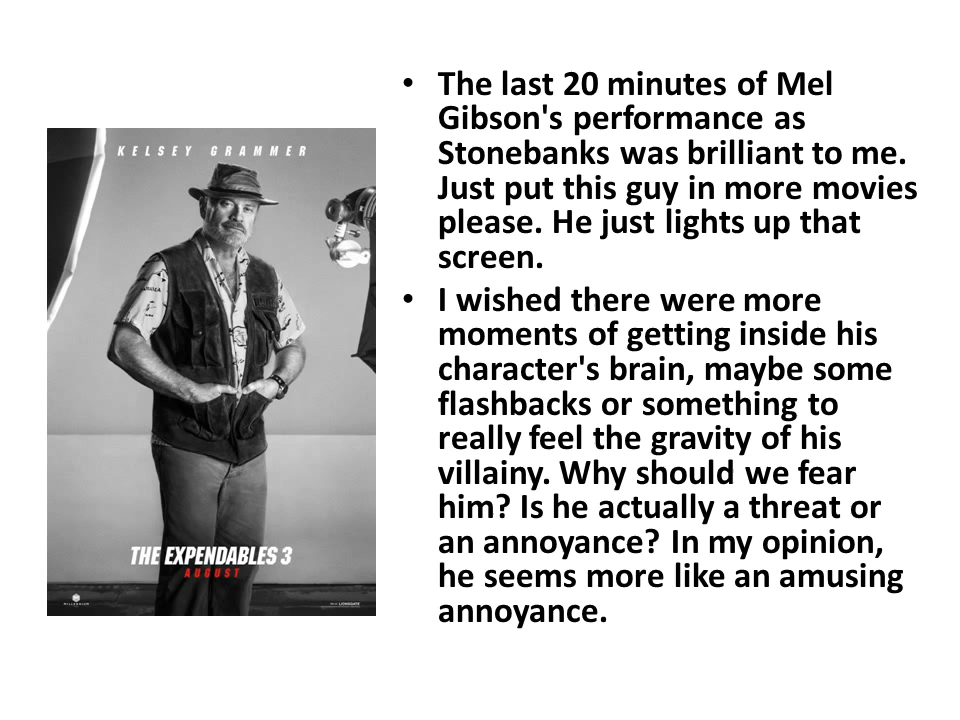 KELSEY GRAMMER
THE EXPENDABLES 3
AUGUST
MILLENNIUM
LIONSGATE
• The last 20 minutes of Mel
Gibson's performance as
Stonebanks was brilliant to me.
Just put this guy in more movies
please. He just lights up that
screen.
• I wished there were more
moments of getting inside his
character's brain, maybe some
flashbacks or something to
really feel the gravity of his
villainy. Why should we fear
him? Is he actually a threat or
an annoyance? In my opinion,
he seems more like an amusing
annoyance.